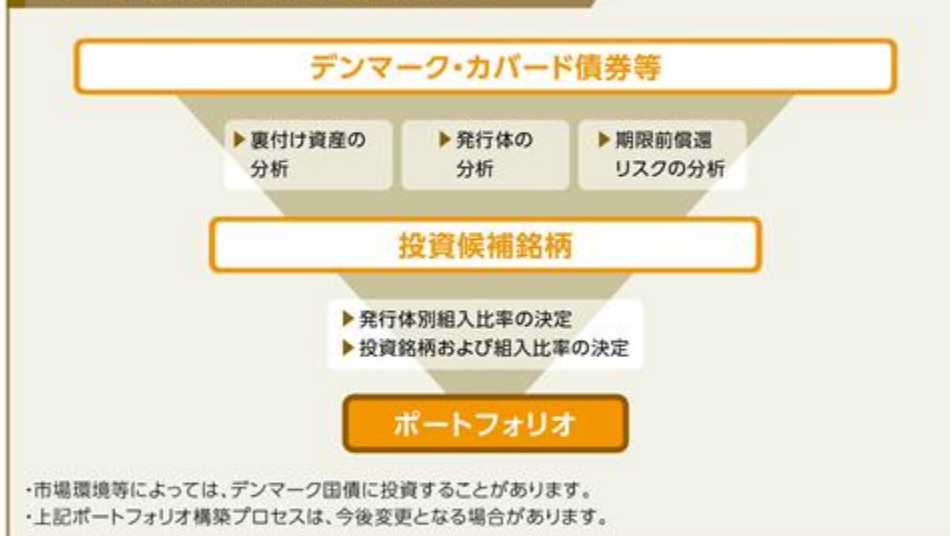 デンマーク・カバード債券等
▶裏付け資産の
分析
▶発行体の
分析
▶期限前償還
リスクの分析
投資候補銘柄
▶発行体別組入比率の決定
▶投資銘柄および組入比率の決定
ポートフォリオ
・市場環境等によっては、デンマーク国債に投資することがあります。
・上記ポートフォリオ構築プロセスは、今後変更となる場合があります。